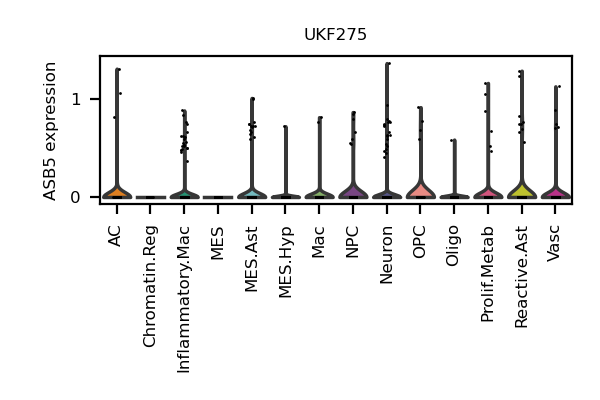 UKF275
ASB5 expression
1
0
AC
Chromatin.Reg
Inflammatory.Mac
MES
MES.Ast
MES.Hyp
Mac
NPC
Neuron
OPC
Oligo
Prolif.Metab
Reactive.Ast
Vasc